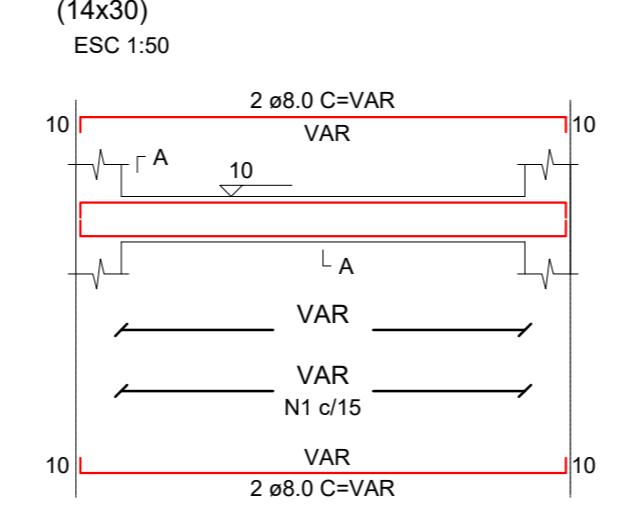 (14x30)
ESC 1:50
2 ø8.0 C=VAR
10 10
VAR
A
10
A
VAR
VAR
N1 c/15
VAR
10 10
2 ø8.0 C=VAR